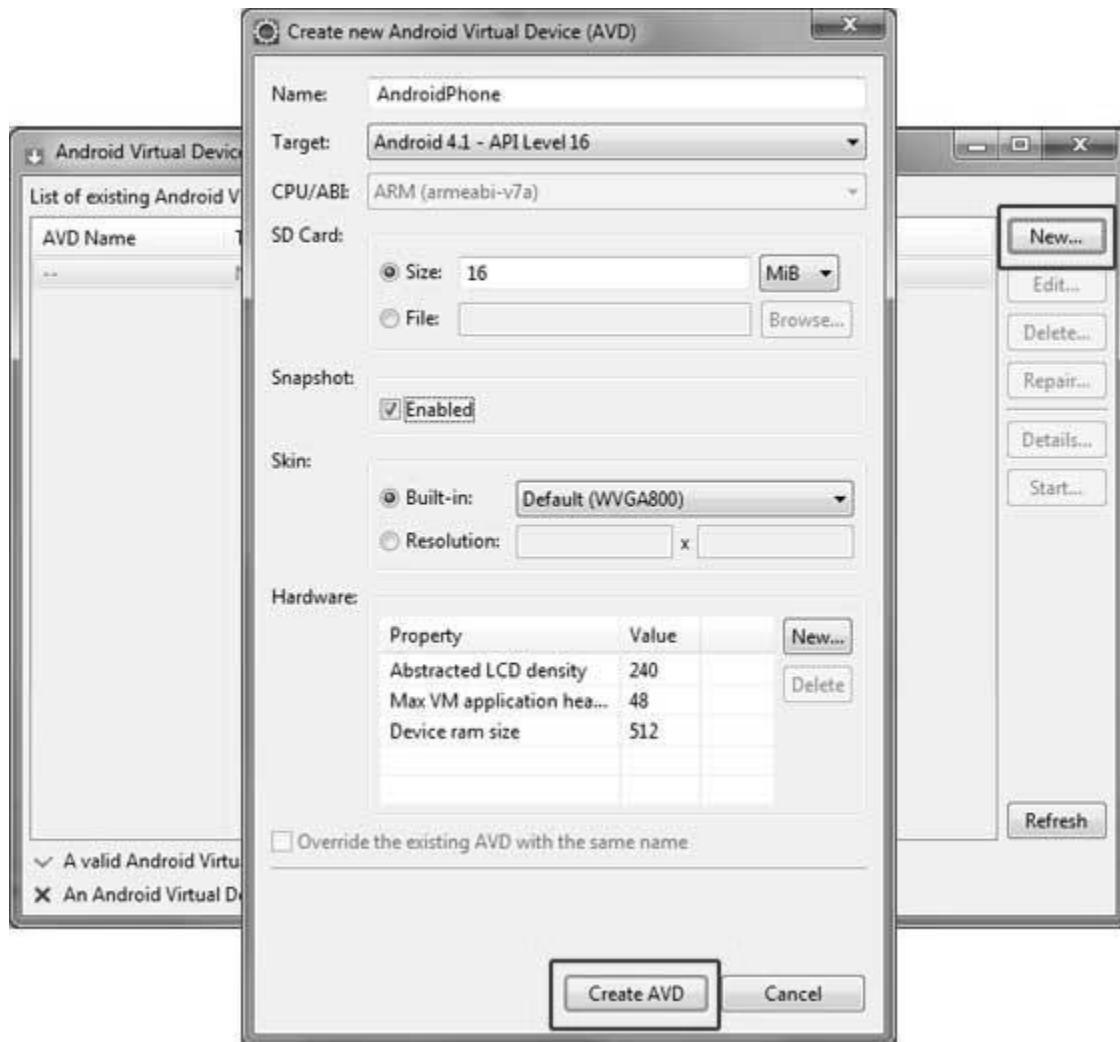 Create new Android Virtual Device (AVD)
Name: AndroidPhone
Target: Android 4.1 - API Level 16
CPU/ABI: ARM (armeabi-v7a)
SD Card:
Size: 16 MiB
File: Browse...
Snapshot:
Enabled
Skin:
Built-in: Default (WVGA800)
Resolution: x
Hardware:
Property Value New...
Abstracted LCD density 240
Delete
Max VM application hea... 48
Device ram size 512
Override the existing AVD with the same name
Create AVD Cancel
Android Virtual Device
List of existing Android V
AVD Name T
-- N
A valid Android Virtu
An Android Virtual De
New...
Edit...
Delete...
Repair...
Details...
Start...
Refresh